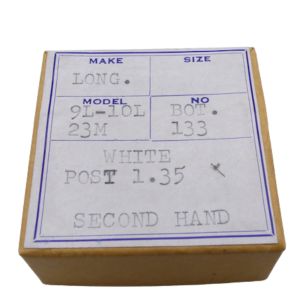 MAKE SIZE
LONG.
MODEL NO
9L-10L BOT.
23M 133
WHITE
POST 1.35
SECOND HAND